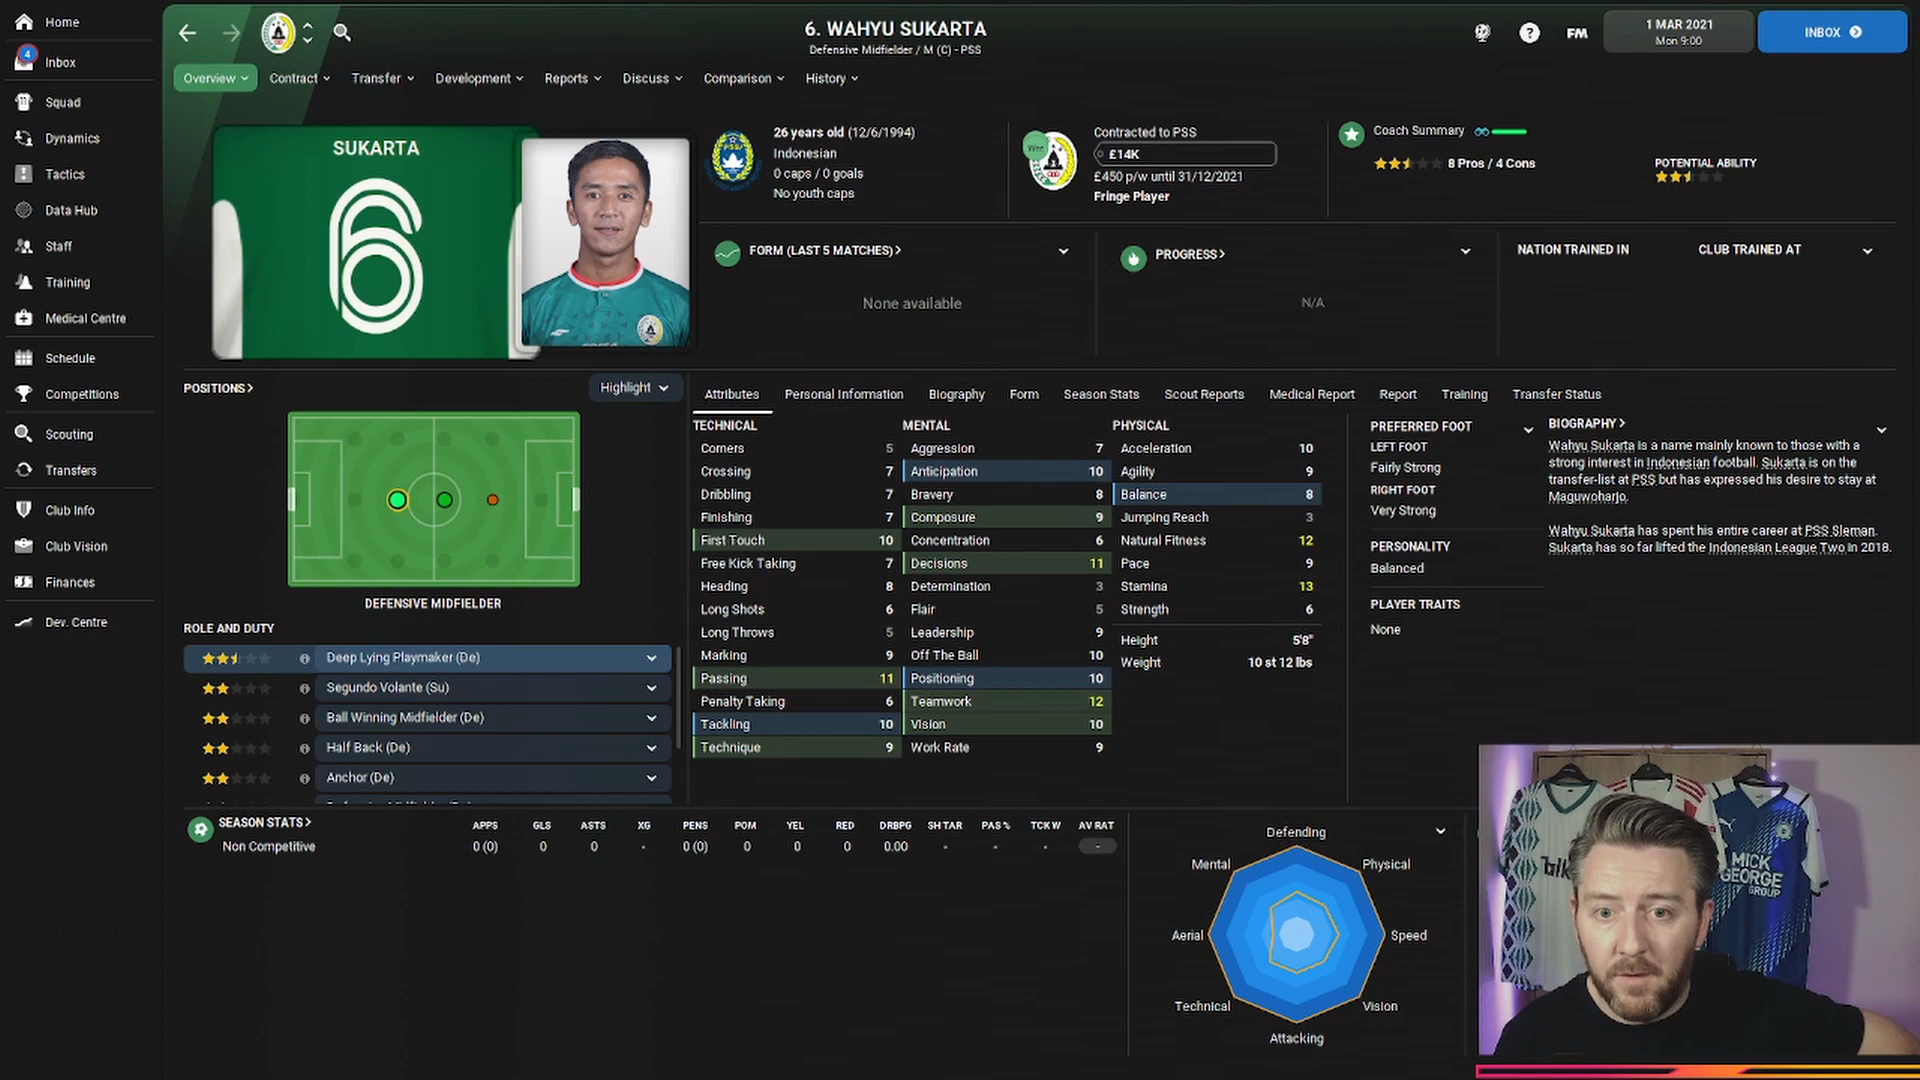 Home
4
Inbox
Squad
Dynamics
Tactics
Data Hub
Staff
Training
Medical Centre
Schedule
Competitions
Scouting
Transfers
Club Info
Club Vision
Finances
Dev. Centre
6. WAHYU SUKARTA
Defensive Midfielder / M (C) - PSS
FM
1 MAR 2021
Mon 9:00
INBOX
Overview
Contract
Transfer
Development
Reports
Discuss
Comparison
History
SUKARTA
6
26 years old (12/6/1994)
Indonesian
0 caps / 0 goals
No youth caps
Wnt
Contracted to PSS
£14K
£450 p/w until 31/12/2021
Fringe Player
Coach Summary
8 Pros / 4 Cons
POTENTIAL ABILITY
FORM (LAST 5 MATCHES)>
None available
PROGRESS>
N/A
NATION TRAINED IN
CLUB TRAINED AT
POSITIONS>
Highlight
DEFENSIVE MIDFIELDER
ROLE AND DUTY
Deep Lying Playmaker (De)
Segundo Volante (Su)
Ball Winning Midfielder (De)
Half Back (De)
Anchor (De)
Attributes
Personal Information
Biography
Form
Season Stats
Scout Reports
Medical Report
Report
Training
Transfer Status
TECHNICAL
Corners 5
Crossing 7
Dribbling 7
Finishing 7
First Touch 10
Free Kick Taking 7
Heading 8
Long Shots 6
Long Throws 5
Marking 9
Passing 11
Penalty Taking 6
Tackling 10
Technique 9
MENTAL
Aggression 7
Anticipation 10
Bravery 8
Composure 9
Concentration 6
Decisions 11
Determination 3
Flair 5
Leadership 9
Off The Ball 10
Positioning 10
Teamwork 12
Vision 10
Work Rate 9
PHYSICAL
Acceleration 10
Agility 9
Balance 8
Jumping Reach 3
Natural Fitness 12
Pace 9
Stamina 13
Strength 6
Height 5'8"
Weight 10 st 12 lbs
PREFERRED FOOT
LEFT FOOT
Fairly Strong
RIGHT FOOT
Very Strong
PERSONALITY
Balanced
PLAYER TRAITS
None
BIOGRAPHY>
Wahyu Sukarta is a name mainly known to those with a
strong interest in Indonesian football. Sukarta is on the
transfer-list at PSS but has expressed his desire to stay at
Maguwoharjo.
Wahyu Sukarta has spent his entire career at PSS Sleman.
Sukarta has so far lifted the Indonesian League Two in 2018.
SEASON STATS> APPS GLS ASTS XG PENS POM YEL RED DRBPG SH TAR PAS % TCK W AV RAT
Non Competitive 0 (0) 0 0 - 0 (0) 0 0 0 0.00 - - - -
Defending
Mental
Physical
Aerial
Speed
Technical
Vision
Attacking
MICK
GEORGE
GROUP